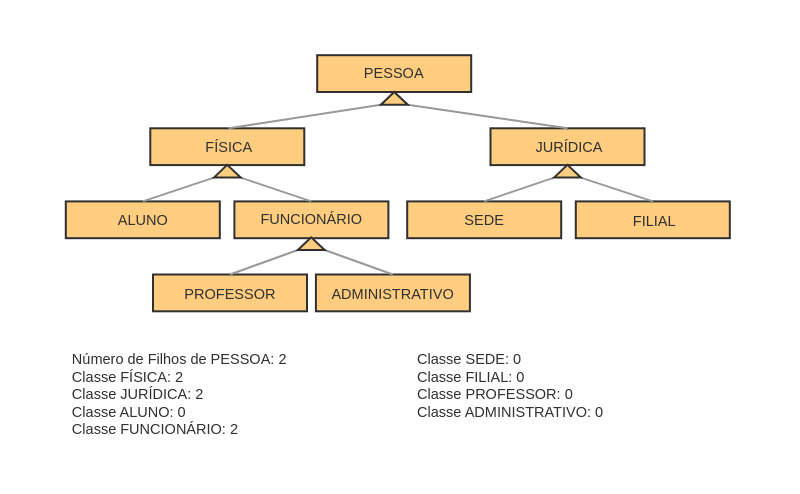 PESSOA
FÍSICA
JURÍDICA
ALUNO
FUNCIONÁRIO
SEDE
FILIAL
PROFESSOR
ADMINISTRATIVO
Número de Filhos de PESSOA: 2
Classe FÍSICA: 2
Classe JURÍDICA: 2
Classe ALUNO: 0
Classe FUNCIONÁRIO: 2
Classe SEDE: 0
Classe FILIAL: 0
Classe PROFESSOR: 0
Classe ADMINISTRATIVO: 0